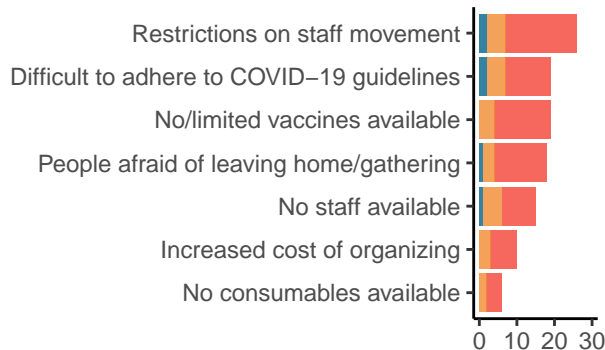 Restrictions on staff movement
Difficult to adhere to COVID−19 guidelines
No/limited vaccines available
People afraid of leaving home/gathering
No staff available
Increased cost of organizing
No consumables available
0 10 20 30